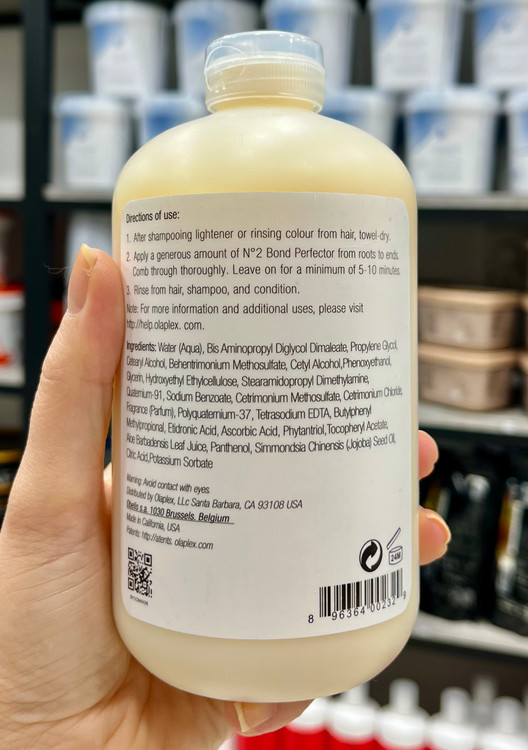 Directions of use:
1. After shampooing lightener or rinsing colour from hair, towel-dry.
2. Apply a generous amount of N°2 Bond Perfector from roots to ends.
Comb through thoroughly. Leave on for a minimum of 5-10 minutes.
3. Rinse from hair, shampoo, and condition.
Note: For more information and additional uses, please visit
http://help.olaplex. com.
Ingredients: Water (Aqua), Bis Aminopropyl Diglycol Dimaleate, Propylene Glycol,
Cetearyl Alcohol, Behentrimonium Methosulfate, Cetyl Alcohol,Phenoxyethanol,
Glycerin, Hydroxyethyl Ethylcellulose, Stearamidopropyl Dimethylamine,
Quaternium-91, Sodium Benzoate, Cetrimonium Methosulfate, Cetrimonium Chloride,
Fragrance (Parfum), Polyquaternium-37, Tetrasodium EDTA, Butylphenyl
Methylpropional, Etidronic Acid, Ascorbic Acid, Phytantriol,Tocopheryl Acetate,
Aloe Barbadensis Leaf Juice, Panthenol, Simmondsia Chinensis (Jojoba) Seed Oil,
Citric Acid,Potassium Sorbate
Warning: Avoid contact with eyes.
Distributed by Olaplex, LLc Santa Barbara, CA 93108 USA
s.a. 1030 Brussels, Belgium
Made in California, USA
Patents: http://atents. olaplex.com
24M
8 96364 00232 9